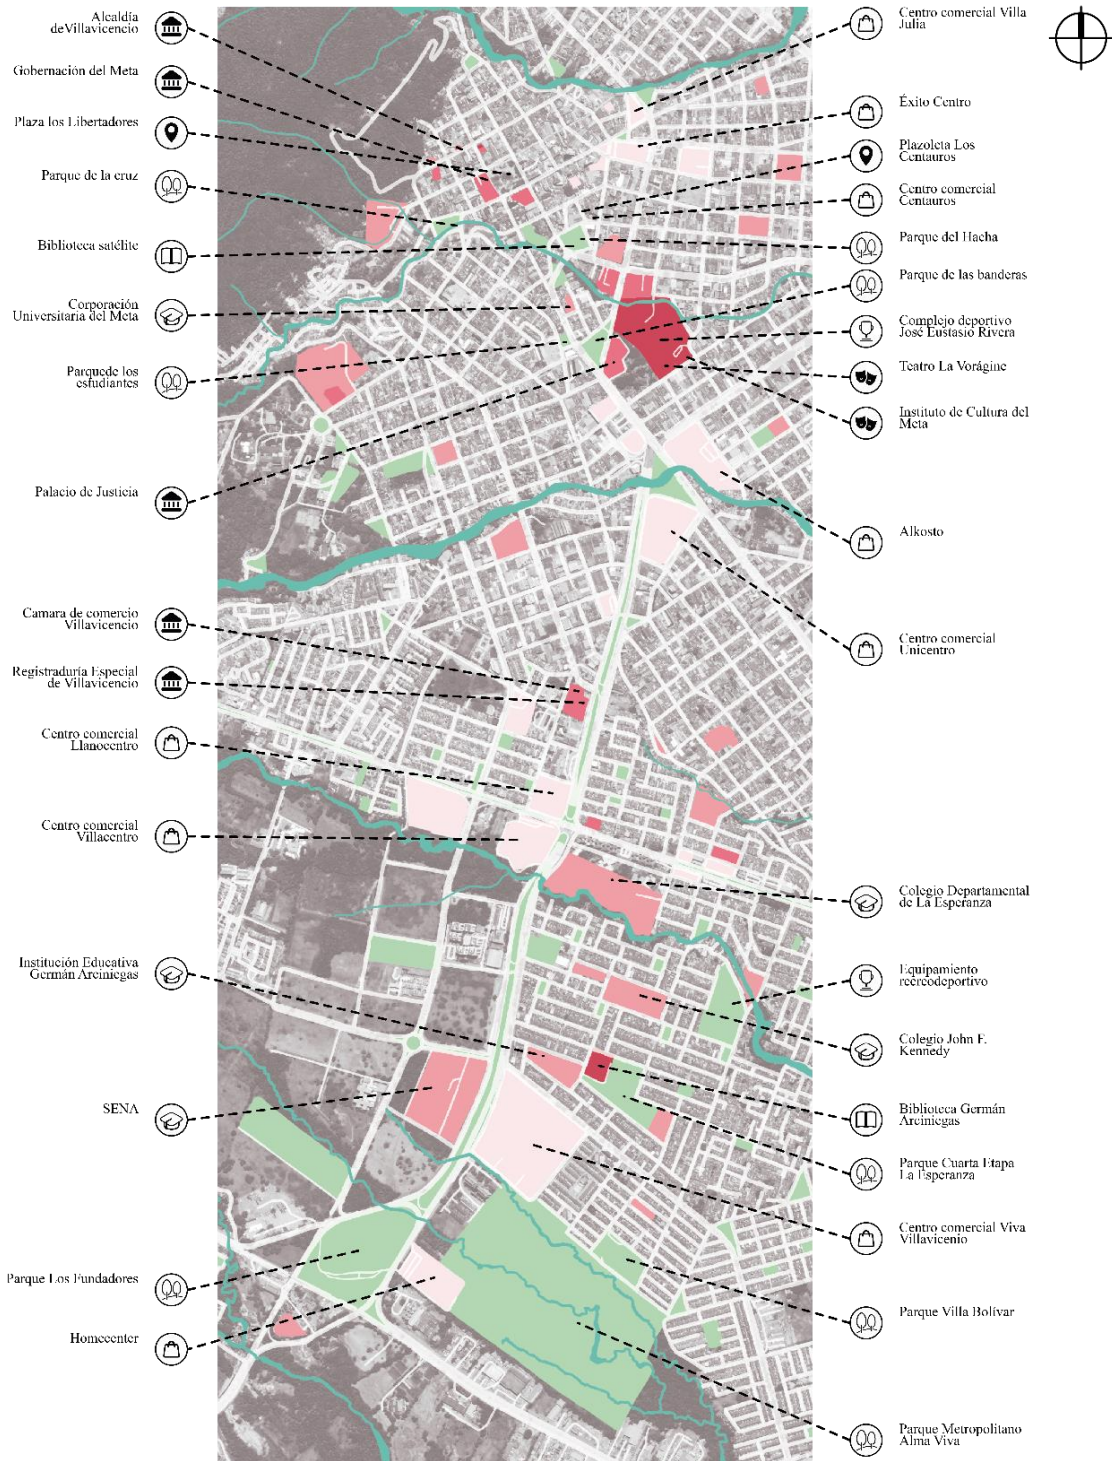 Alcaldía
deVillavicencio
Gobernación del Meta
Plaza los Libertadores
Parque de la cruz
Biblioteca satélite
Corporación
Universitaria del Meta
Parquede los
estudiantes
Palacio de Justicia
Camara de comercio
Villavicencio
Registraduría Especial
de Villavicencio
Centro comercial
Llanocentro
Centro comercial
Villacentro
Institución Educativa
Germán Arciniegas
SENA
Parque Los Fundadores
Homecenter
Centro comercial Villa
Julia
Éxito Centro
Plazoleta Los
Centauros
Centro comercial
Centauros
Parque del Hacha
Parque de las banderas
Complejo deportivo
José Eustasio Rivera
Teatro La Vorágine
Instituto de Cultura del
Meta
Alkosto
Centro comercial
Unicentro
Colegio Departamental
de La Esperanza
Equipamiento
recreodeportivo
Colegio John F.
Kennedy
Biblioteca Germán
Arciniegas
Parque Cuarta Etapa
La Esperanza
Centro comercial Viva
Villavicenio
Parque Villa Bolívar
Parque Metropolitano
Alma Viva